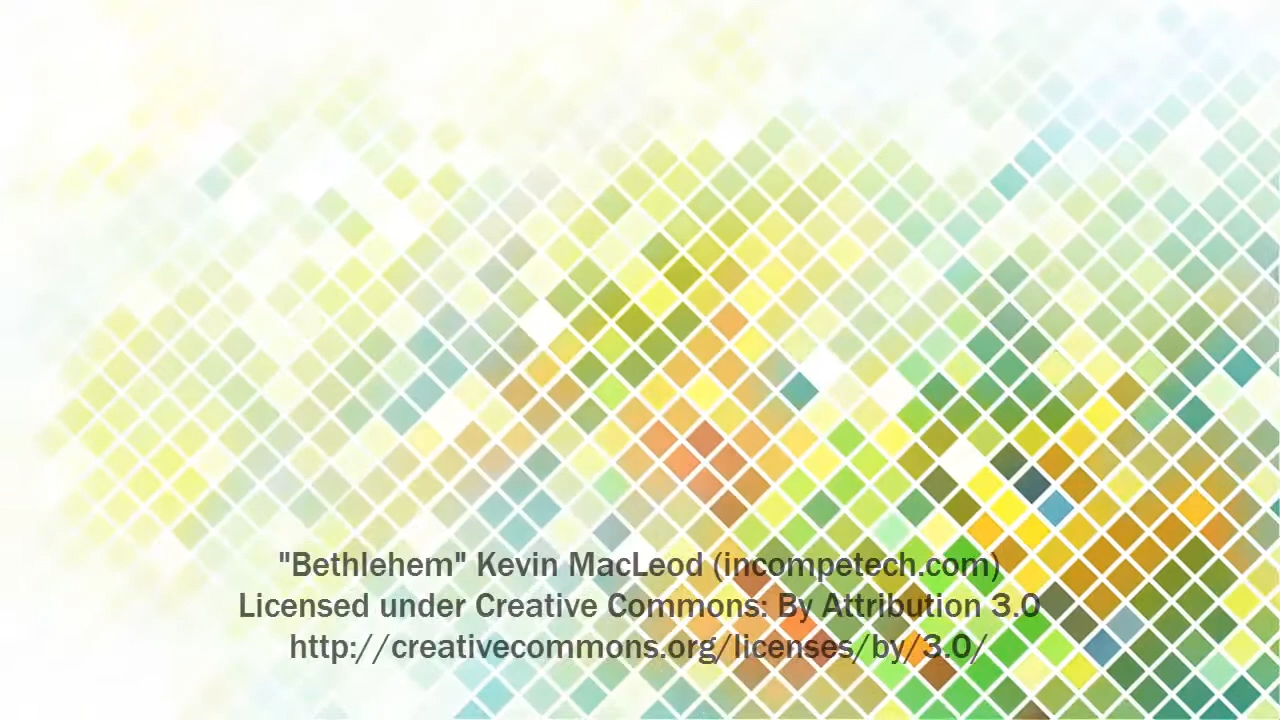 "Bethlehem" Kevin MacLeod (incompetech.com)
Licensed under Creative Commons: By Attribution 3.0
http://creativecommons.org/licenses/by/3.0/